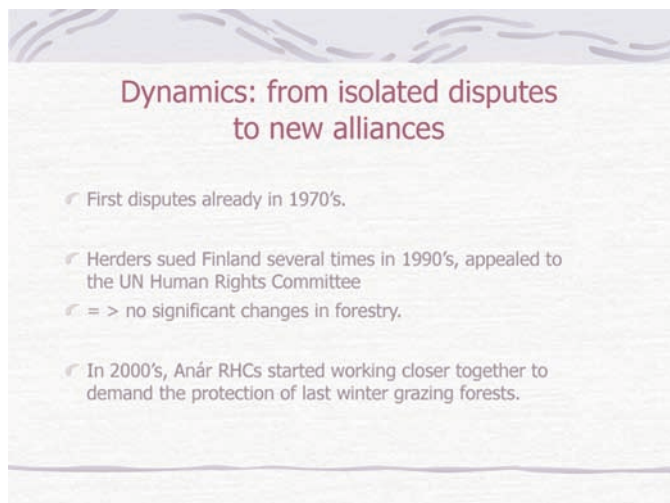 Dynamics: from isolated disputes
to new alliances
First disputes already in 1970's.
Herders sued Finland several times in 1990's, appealed to
the UN Human Rights Committee
= > no significant changes in forestry.
In 2000's, Anár RHCs started working closer together to
demand the protection of last winter grazing forests.